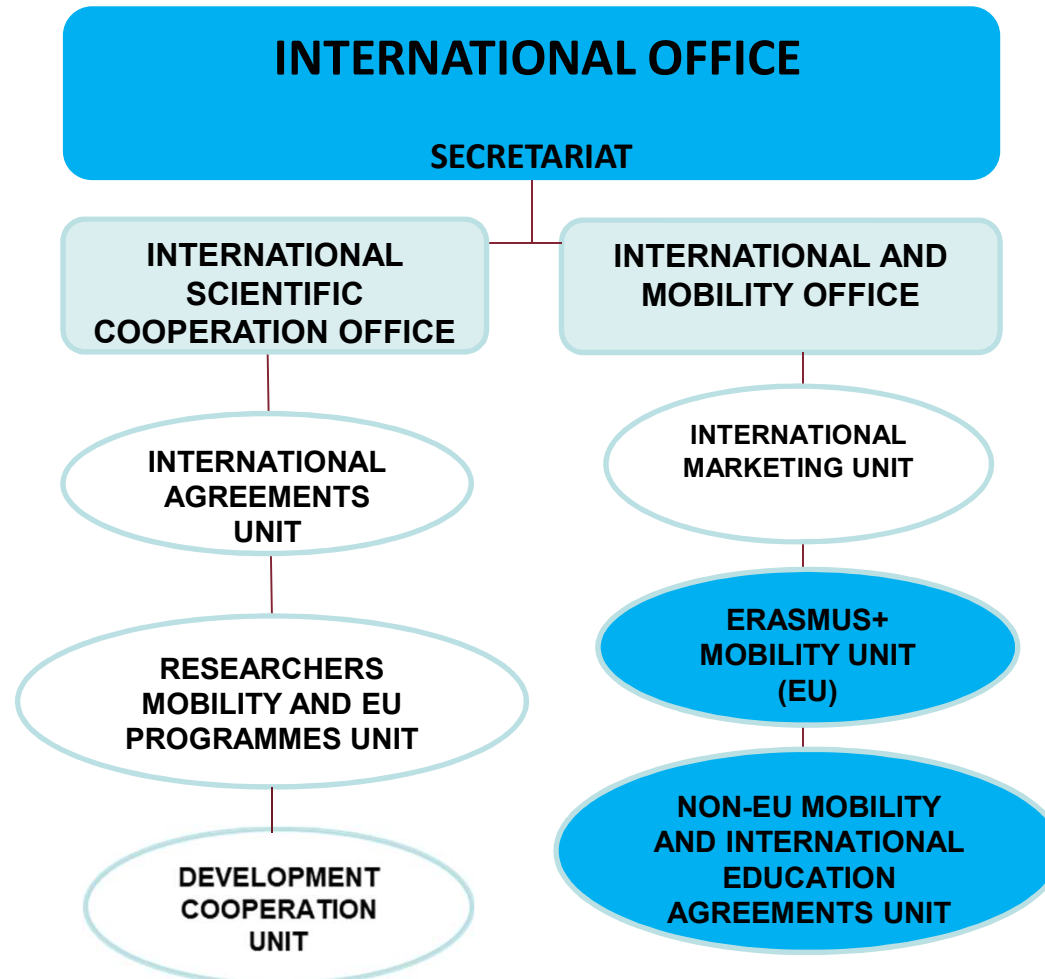 INTERNATIONAL OFFICE
SECRETARIAT
INTERNATIONAL
SCIENTIFIC
COOPERATION OFFICE
INTERNATIONAL
AGREEMENTS
UNIT
RESEARCHERS
MOBILITY AND EU
PROGRAMMES UNIT
DEVELOPMENT
COOPERATION
UNIT
INTERNATIONAL AND
MOBILITY OFFICE
INTERNATIONAL
MARKETING UNIT
ERASMUS+
MOBILITY UNIT
(EU)
NON-EU MOBILITY
AND INTERNATIONAL
EDUCATION
AGREEMENTS UNIT